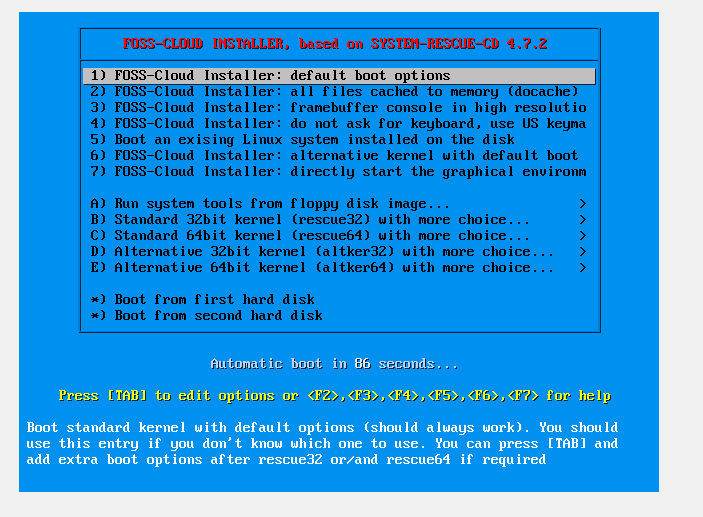 FOSS-CLOUD INSTALLER, based on SYSTEM-RESCUE-CD 4.7.2
1) FOSS-Cloud Installer: default boot options
2) FOSS-Cloud Installer: all files cached to memory (docache)
3) FOSS-Cloud Installer: framebuffer console in high resolutio
4) FOSS-Cloud Installer: do not ask for keyboard, use US keyma
5) Boot an exising Linux system installed on the disk
6) FOSS-Cloud Installer: alternative kernel with default boot
7) FOSS-Cloud Installer: directly start the graphical environm
A) Run system tools from floppy disk image... >
B) Standard 32bit kernel (rescue32) with more choice... >
C) Standard 64bit kernel (rescue64) with more choice... >
D) Alternative 32bit kernel (altker32) with more choice... >
E) Alternative 64bit kernel (altker64) with more choice... >
*) Boot from first hard disk
*) Boot from second hard disk
Automatic boot in 86 seconds...
Press [TAB] to edit options or <F2>,<F3>,<F4>,<F5>,<F6>,<F7> for help
Boot standard kernel with default options (should always work). You should
use this entry if you don't know which one to use. You can press [TAB] and
add extra boot options after rescue32 or/and rescue64 if required